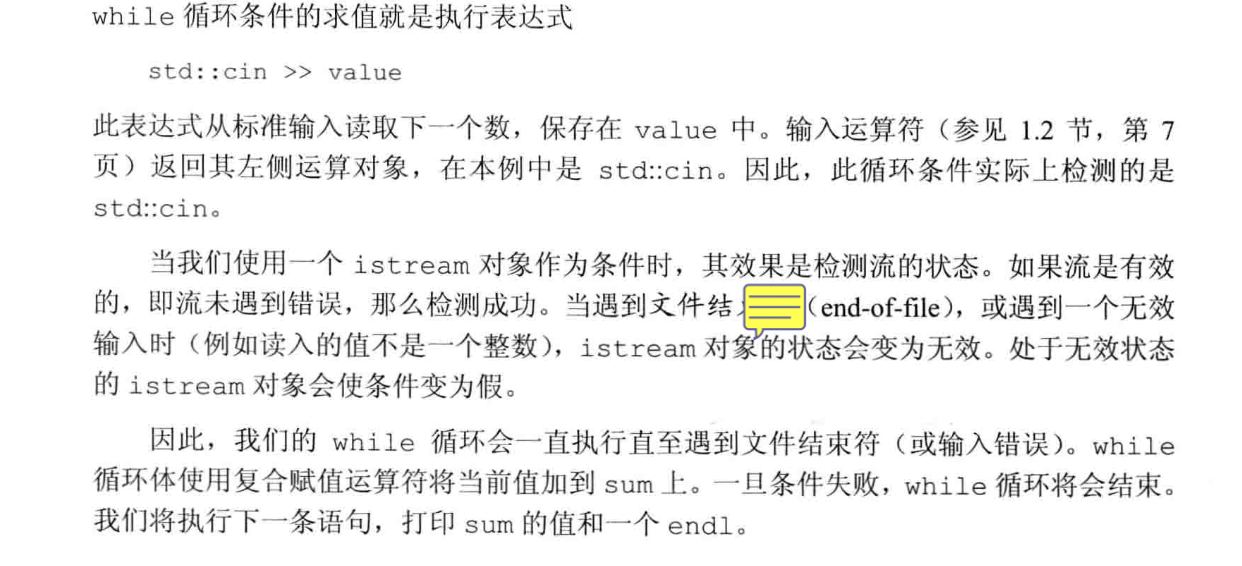 while 循环条件的求值就是执行表达式
std::cin >> value
此表达式从标准输入读取下一个数，保存在 value 中。输入运算符（参见 1.2 节，第 7
页）返回其左侧运算对象，在本例中是 std::cin。因此，此循环条件实际上检测的是
std::cin。
当我们使用一个 istream 对象作为条件时，其效果是检测流的状态。如果流是有效
的，即流未遇到错误，那么检测成功。当遇到文件结（end-of-file），或遇到一个无效
输入时（例如读入的值不是一个整数），istream 对象的状态会变为无效。处于无效状态
的 istream 对象会使条件变为假。
因此，我们的 while 循环会一直执行直至遇到文件结束符（或输入错误）。while
循环体使用复合赋值运算符将当前值加到 sum 上。一旦条件失败，while 循环将会结束。
我们将执行下一条语句，打印 sum 的值和一个 endl。